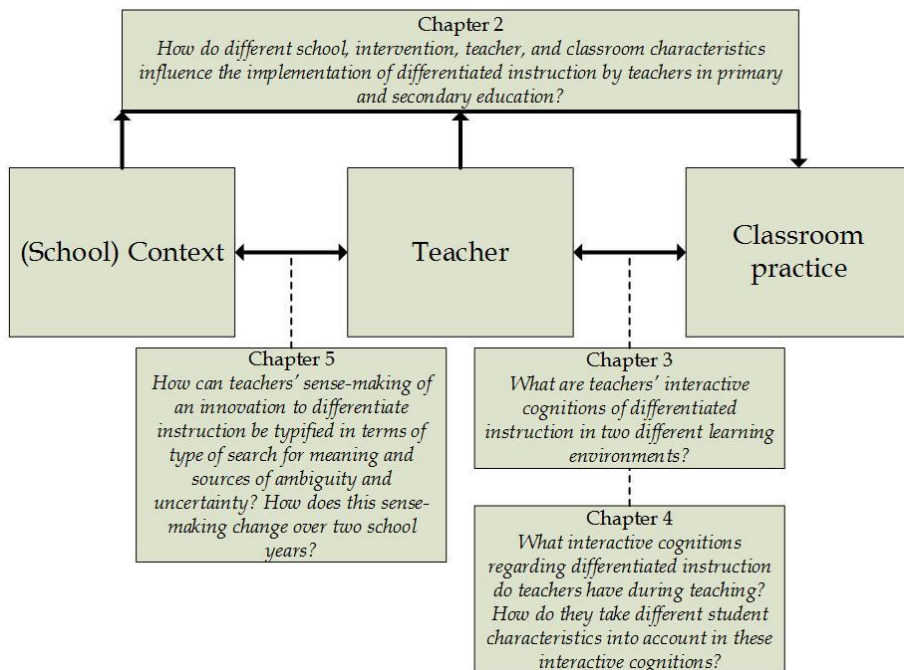 Chapter 2
How do different school, intervention, teacher, and classroom characteristics
influence the implementation of differentiated instruction by teachers in primary
and secondary education?
(School) Context
Teacher
Classroom
practice
Chapter 5
How can teachers’ sense-making of
an innovation to differentiate
instruction be typified in terms of
type of search for meaning and
sources of ambiguity and
uncertainty? How does this sense-
making change over two school
years?
Chapter 3
What are teachers’ interactive
cognitions of differentiated
instruction in two different learning
environments?
Chapter 4
What interactive cognitions
regarding differentiated instruction
do teachers have during teaching?
How do they take different student
characteristics into account in these
interactive cognitions?